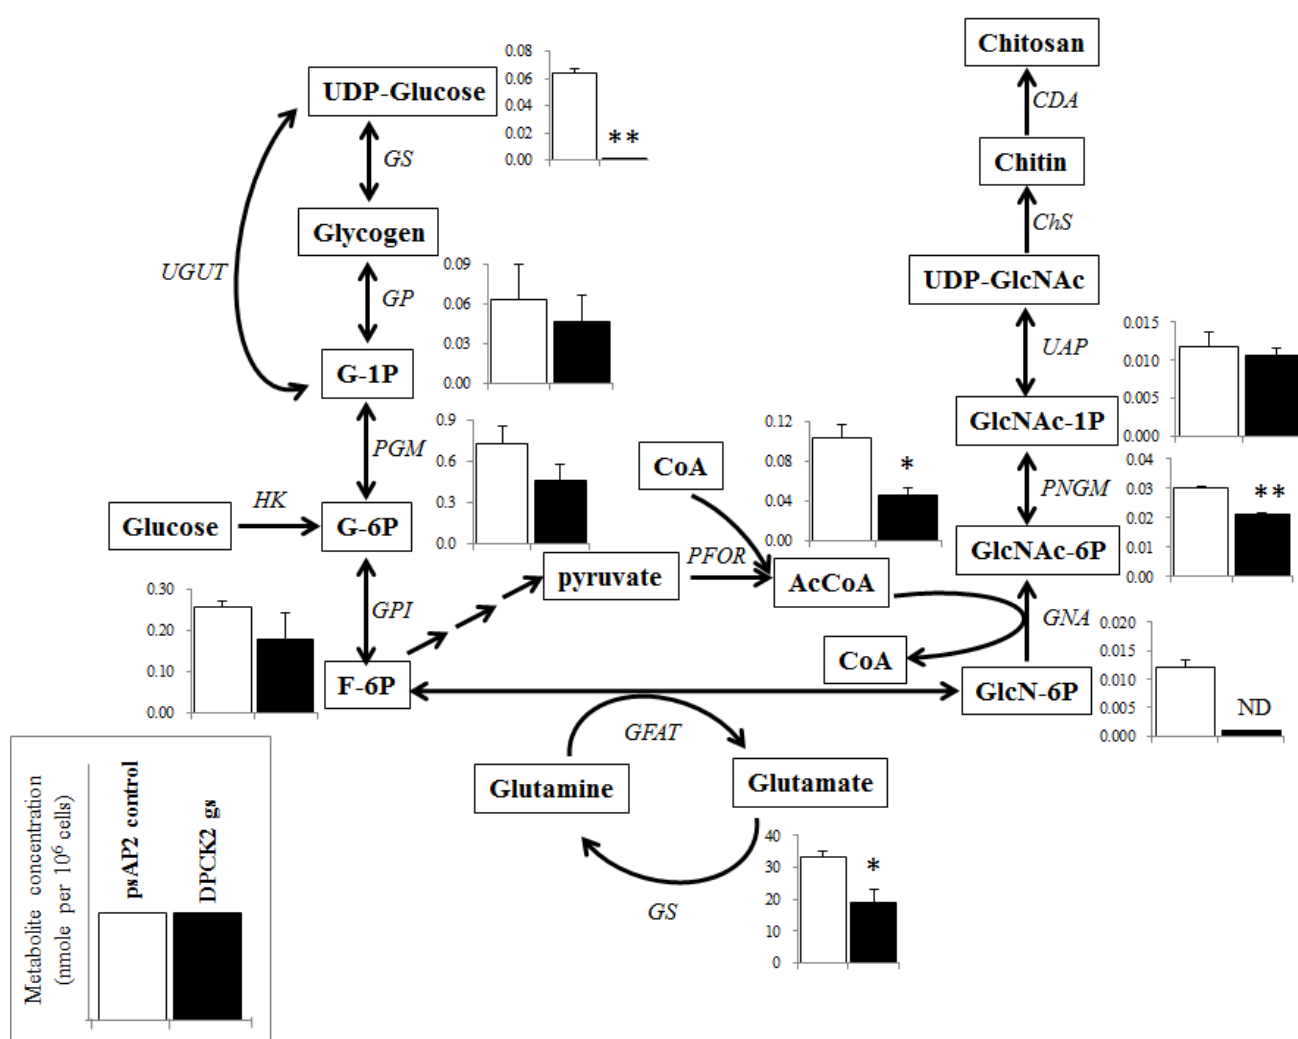 Chitosan
CDA
Chitin
ChS
UDP-GlcNAc
UAP
GlcNAc-1P
PNGM
GlcNAc-6P
GNA
GlcN-6P
UDP-Glucose
GS
Glycogen
UGUT
GP
G-1P
PGM
Glucose
HK
G-6P
GPI
F-6P
pyruvate
PFOR
CoA
AcCoA
CoA
GFAT
Glutamine
Glutamate
GS
0.08
0.06
0.04
0.02
0.00
**
0.09
0.06
0.03
0.00
0.9
0.6
0.3
0.0
0.30
0.20
0.10
0.00
0.12
0.08
0.04
0.00
*
0.015
0.010
0.005
0.000
0.04
0.03
0.02
0.01
0.00
**
0.020
0.015
0.010
0.005
0.000
ND
40
30
20
10
0
*
Metabolite concentration
(nmole per 10⁶ cells)
psAP2 control
DPCK2 gs